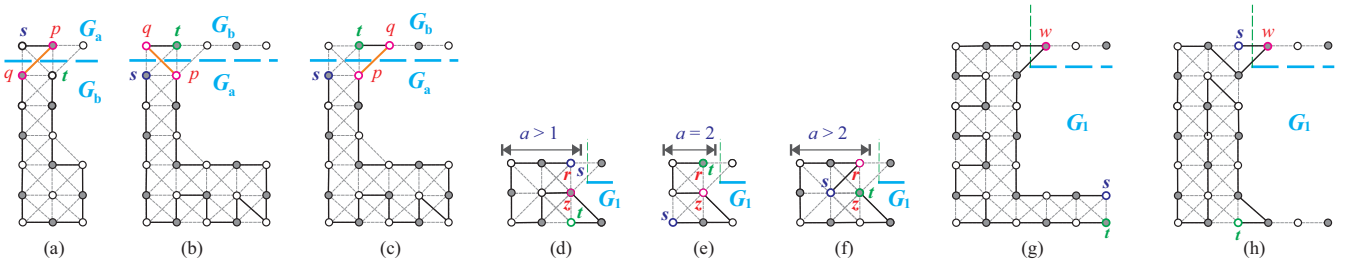 s p G_a
q t G_b
(a)
q t G_b
s p G_a
(b)
t q G_b
s p G_a
(c)
a > 1
r s
z G_1
t
(d)
a = 2
r t
z G_1
s
(e)
a > 2
r
s t
z G_1
(f)
w
G_1
s
t
(g)
s w
G_1
t
(h)